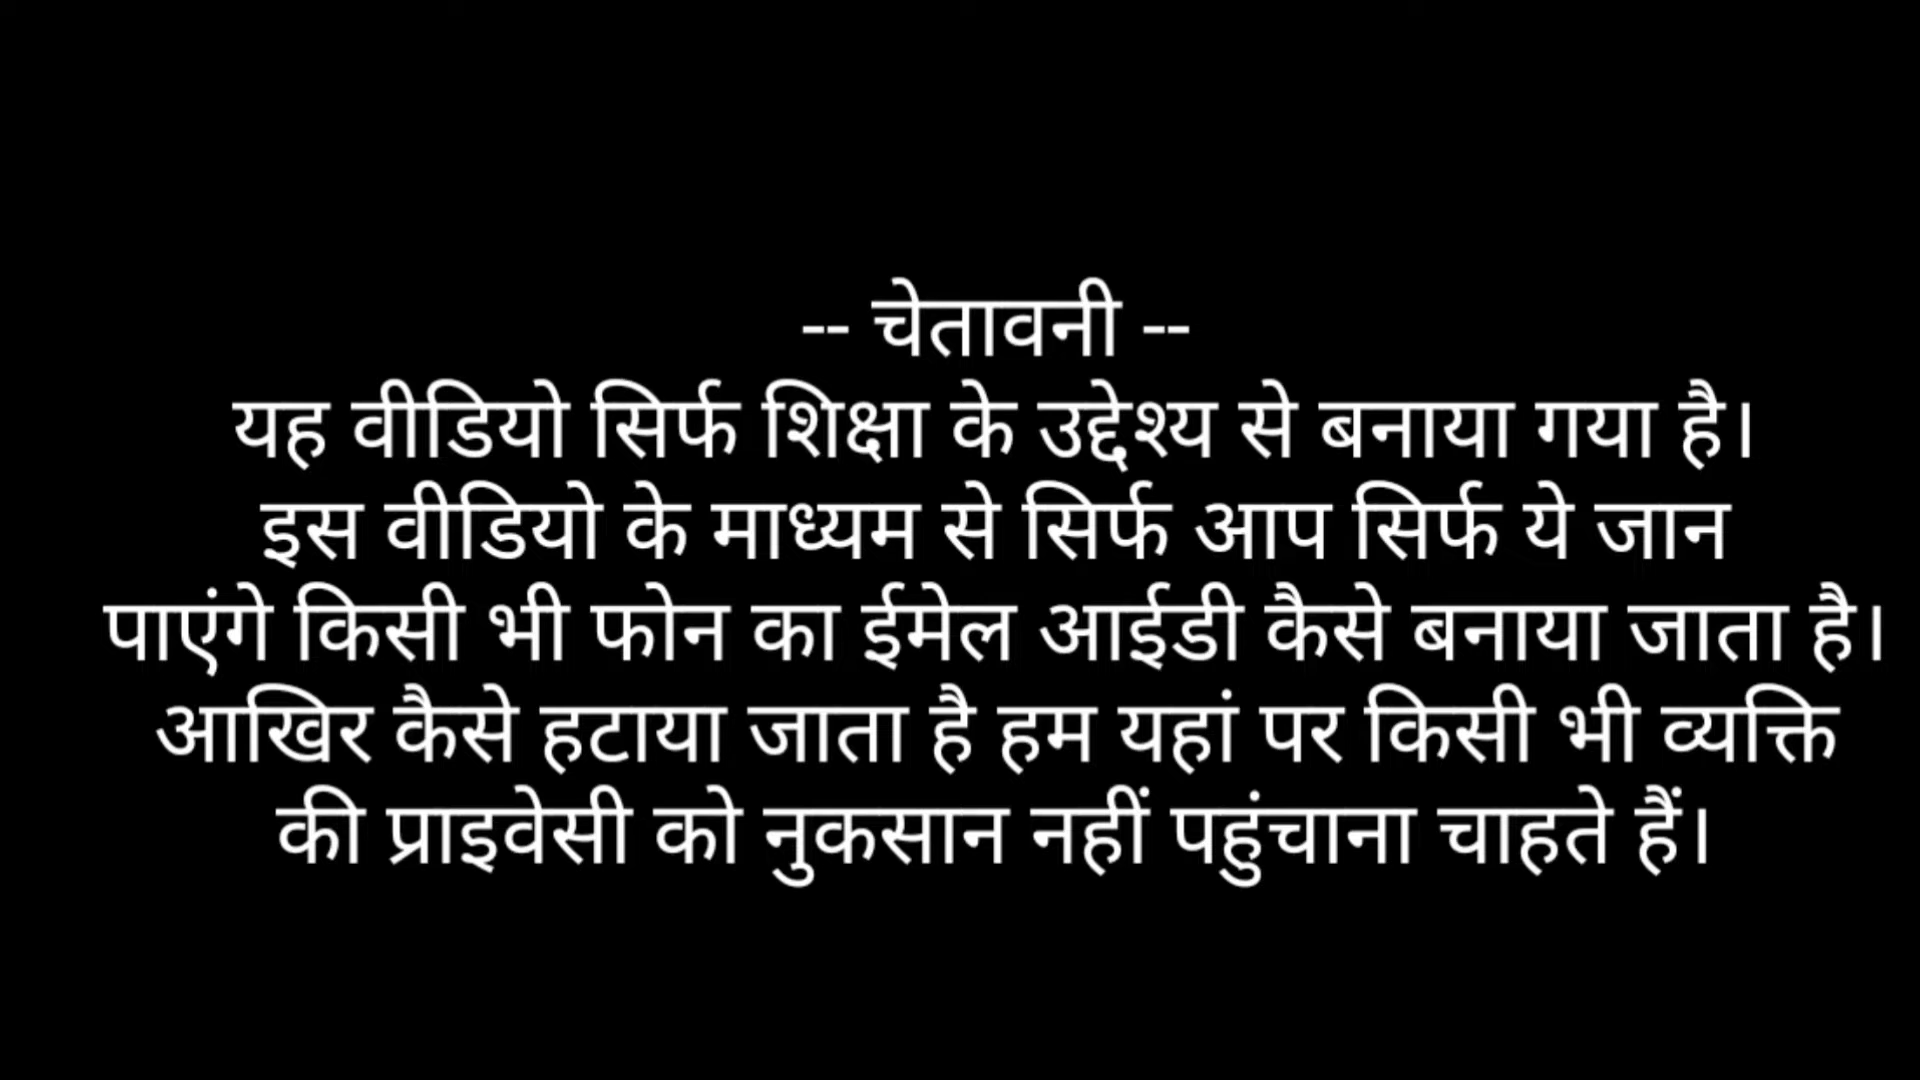 -- चेतावनी --
यह वीडियो सिर्फ शिक्षा के उद्देश्य से बनाया गया है।
इस वीडियो के माध्यम से सिर्फ आप सिर्फ ये जान
पाएंगे किसी भी फोन का ईमेल आईडी कैसे बनाया जाता है।
आखिर कैसे हटाया जाता है हम यहां पर किसी भी व्यक्ति
की प्राइवेसी को नुकसान नहीं पहुंचाना चाहते हैं।